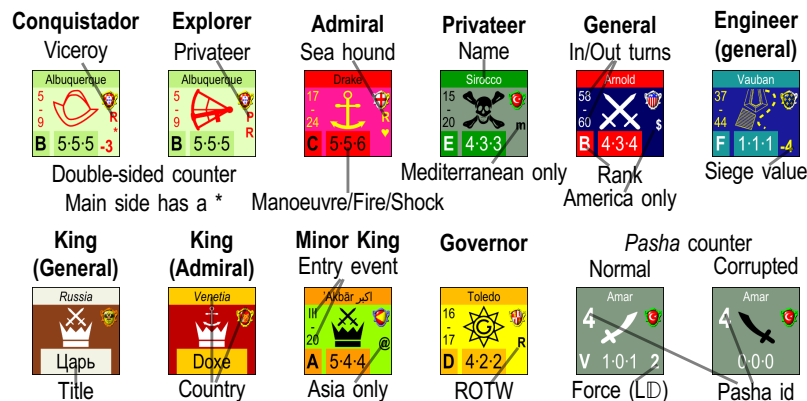 Conquistador Explorer Admiral Privateer General Engineer
Viceroy Privateer Sea hound Name In/Out turns (general)
Albuquerque Albuquerque Drake Sirocco Arnold Vauban
5 - 9 R * B 5·5·5 -3
5 - 9 P R B 5·5·5
17 - 24 R ♥ C 5·5·6
15 - 20 m E 4·3·3
58 - 60 $ B 4·3·4
37 - 44 F 1·1·1 -4
Double-sided counter Mediterranean only Rank Siege value
Main side has a * Manoeuvre/Fire/Shock America only
King King Minor King Governor Pasha counter
(General) (Admiral) Entry event Normal Corrupted
Russia Venetia 'Akbār اکبر Toledo Amar Amar
Царь
Doxe
III - 20 @ A 5·4·4
16 - 17 R D 4·2·2
4 V 1·0·1 2
4 0·0·0
Title Country Asia only ROTW Force (L𝔻) Pasha id